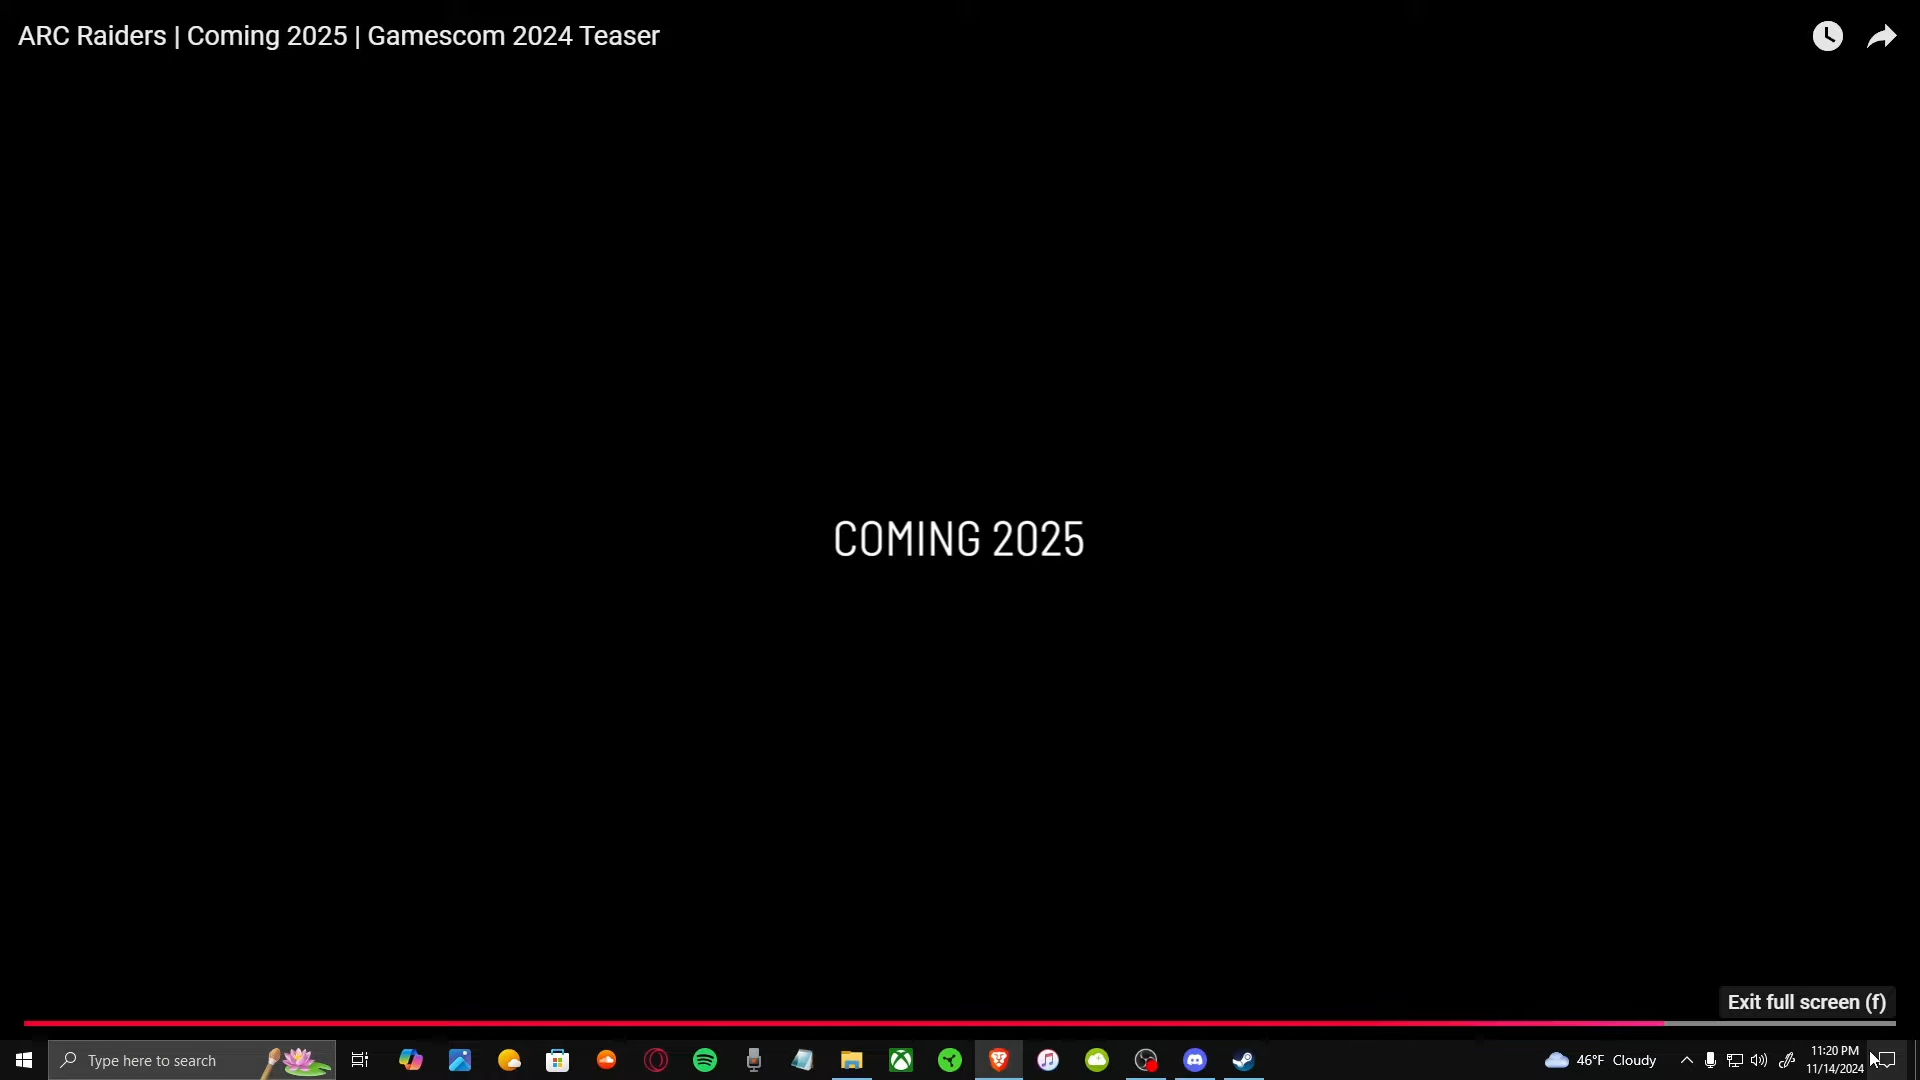 ARC Raiders | Coming 2025 | Gamescom 2024 Teaser
COMING 2025
Exit full screen (f)
Type here to search
46°F Cloudy
11:20 PM
11/14/2024